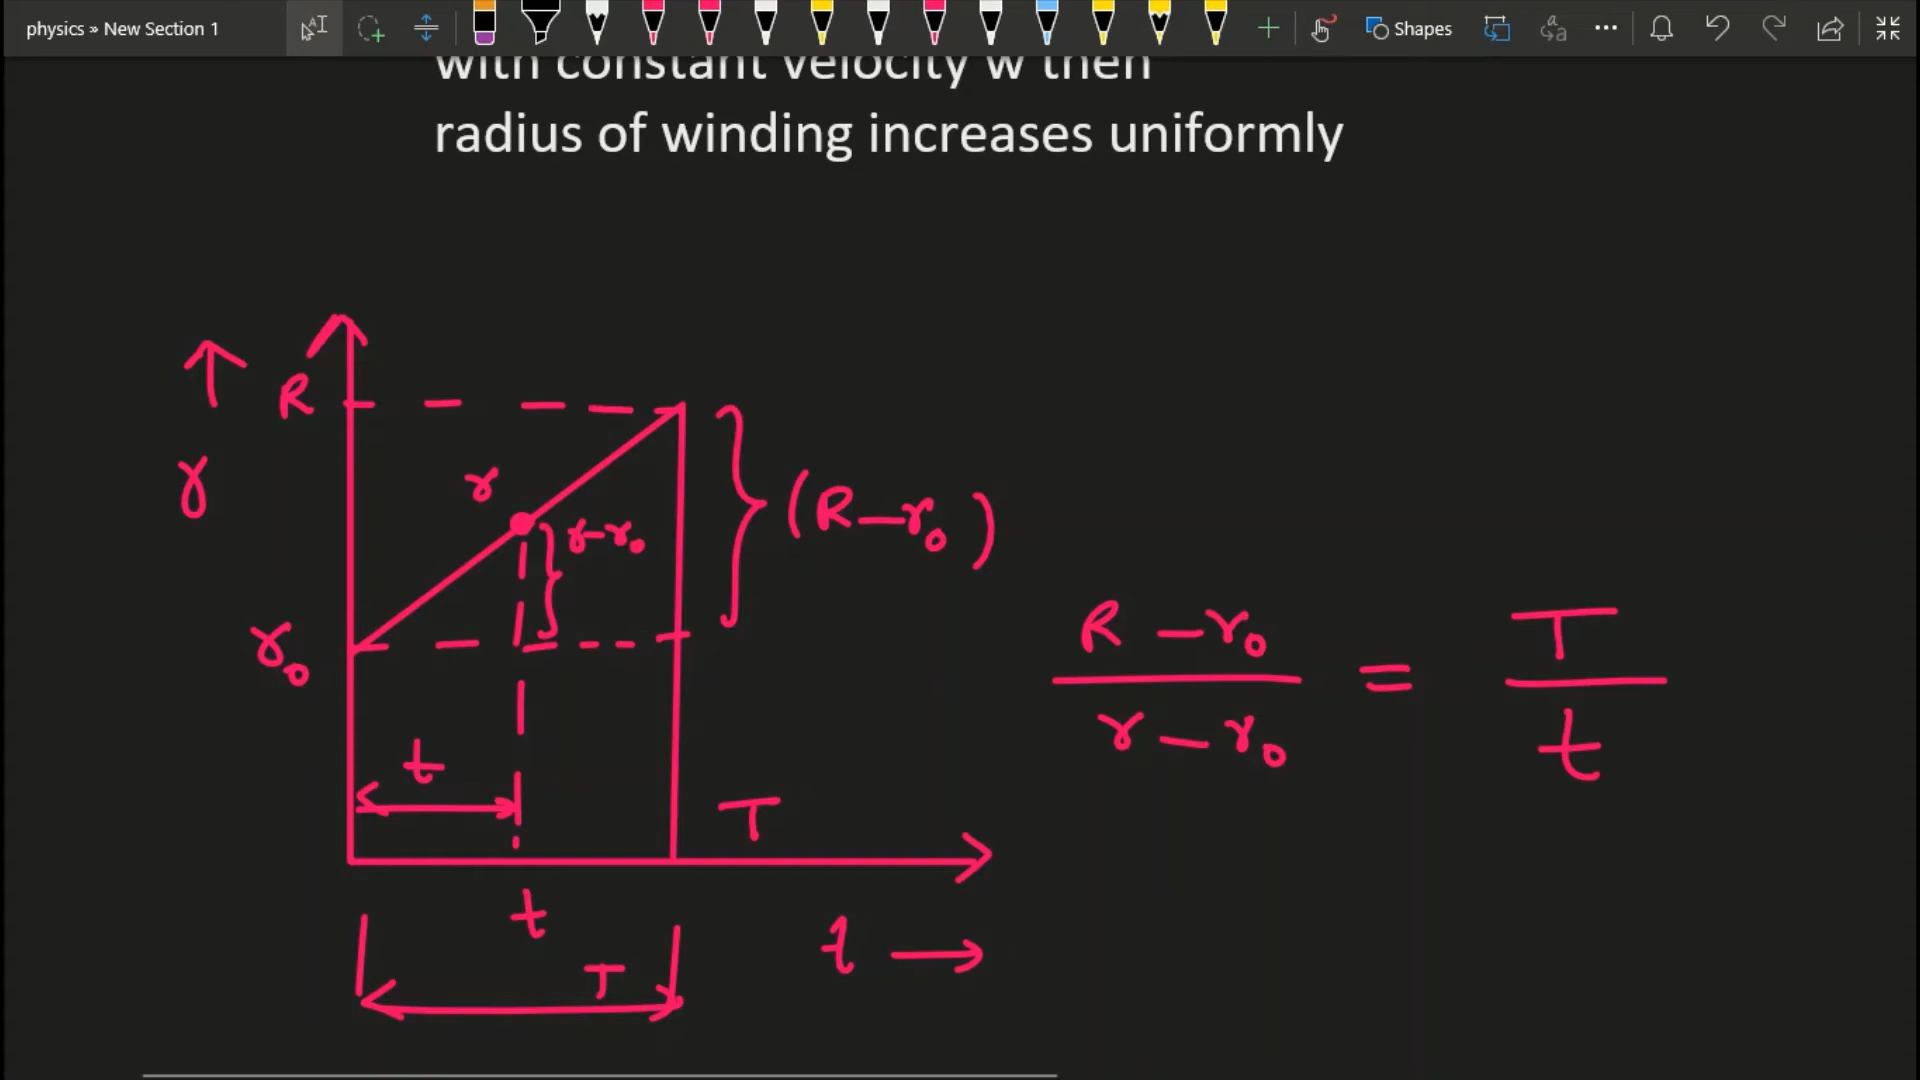 physics » New Section 1
Shapes
with constant velocity w then
radius of winding increases uniformly
R
r
r
r - r₀
(R - r₀)
r₀
R - r₀ / r - r₀ = T / t
t
T
t
t →
T